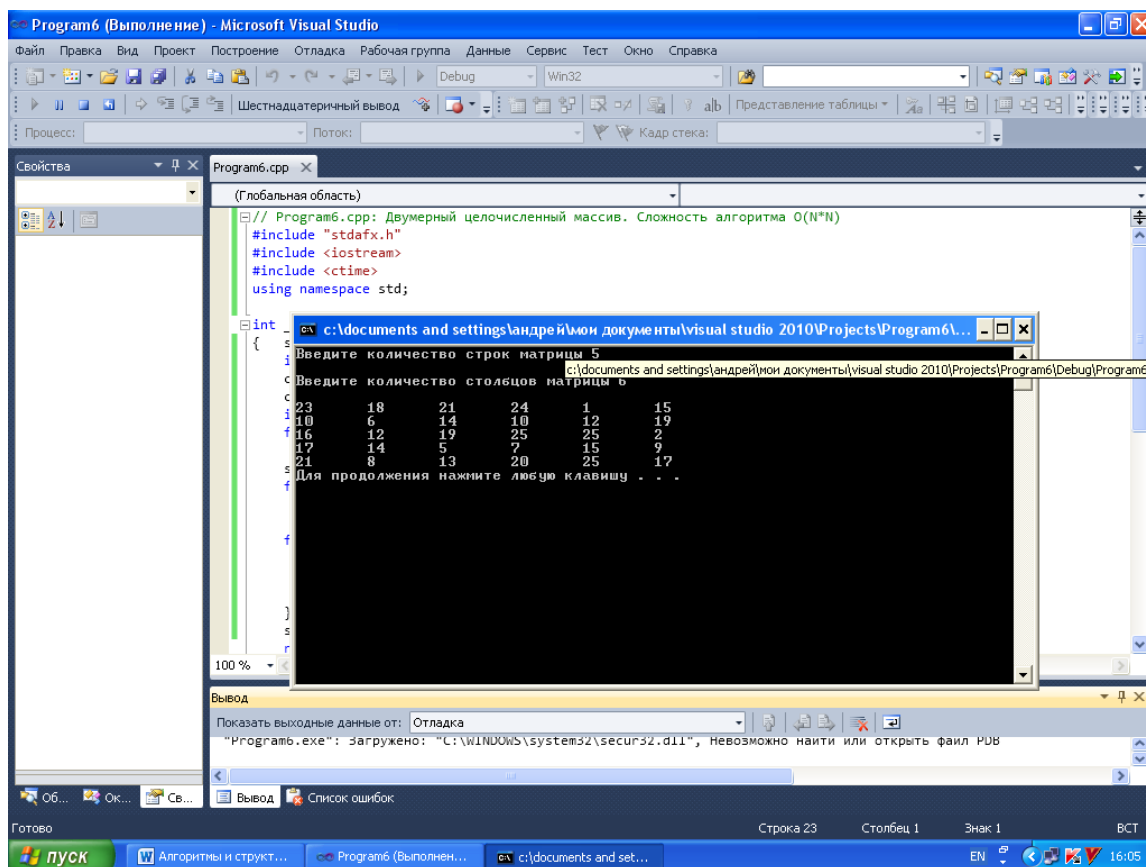 Program6 (Выполнение) - Microsoft Visual Studio
Файл Правка Вид Проект Построение Отладка Рабочая группа Данные Сервис Тест Окно Справка
Debug Win32
Шестнадцатеричный вывод ab Представление таблицы
Процесс: Поток: Кадр стека:
Свойства
Program6.cpp
(Глобальная область)
// Program6.cpp: Двумерный целочисленный массив. Сложность алгоритма O(N*N)
#include "stdafx.h"
#include <iostream>
#include <ctime>
using namespace std;
int _
{ s
i
c
c
i
f
s
f
f
}
s
r
c:\documents and settings\андрей\мои документы\visual studio 2010\Projects\Program6\...
Введите количество строк матрицы 5
c:\documents and settings\андрей\мои документы\visual studio 2010\Projects\Program6\Debug\Program6
Введите количество столбцов матрицы 6
23 18 21 24 1 15
10 6 14 10 12 19
16 12 19 25 25 2
17 14 5 7 15 9
21 8 13 20 25 17
Для продолжения нажмите любую клавишу . . .
100 %
Вывод
Показать выходные данные от: Отладка
"Program6.exe": Загружено: "C:\WINDOWS\system32\secur32.dll", Невозможно найти или открыть файл PDB
Об... Ок... Св... Вывод Список ошибок
Готово Строка 23 Столбец 1 Знак 1 ВСТ
пуск Алгоритмы и структ... Program6 (Выполнен... c:\documents and set... EN 16:05